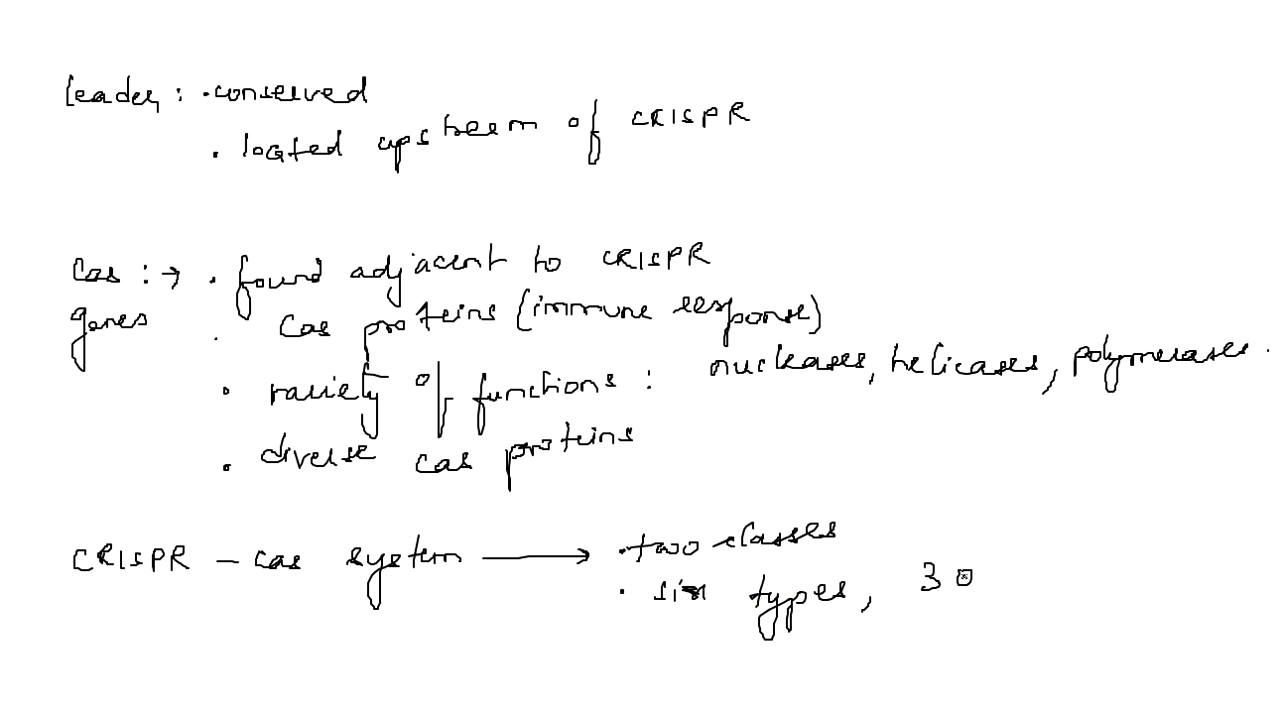 leader : · conserved
· located upstream of CRISPR
Cas : → · found adjacent to CRISPR
genes · Cas proteins (immune response)
· variety of functions : nucleases, helicases, polymerases.
· diverse cas proteins
CRISPR – cas system → · two classes
· six types, 30